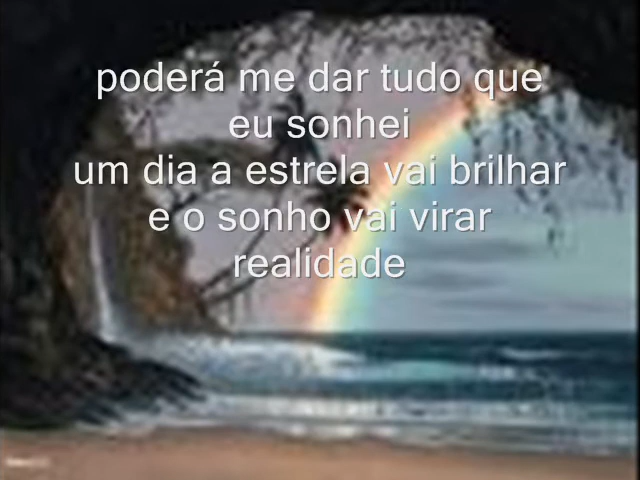 poderá me dar tudo que
eu sonhei
um dia a estrela vai brilhar
e o sonho vai virar
realidade